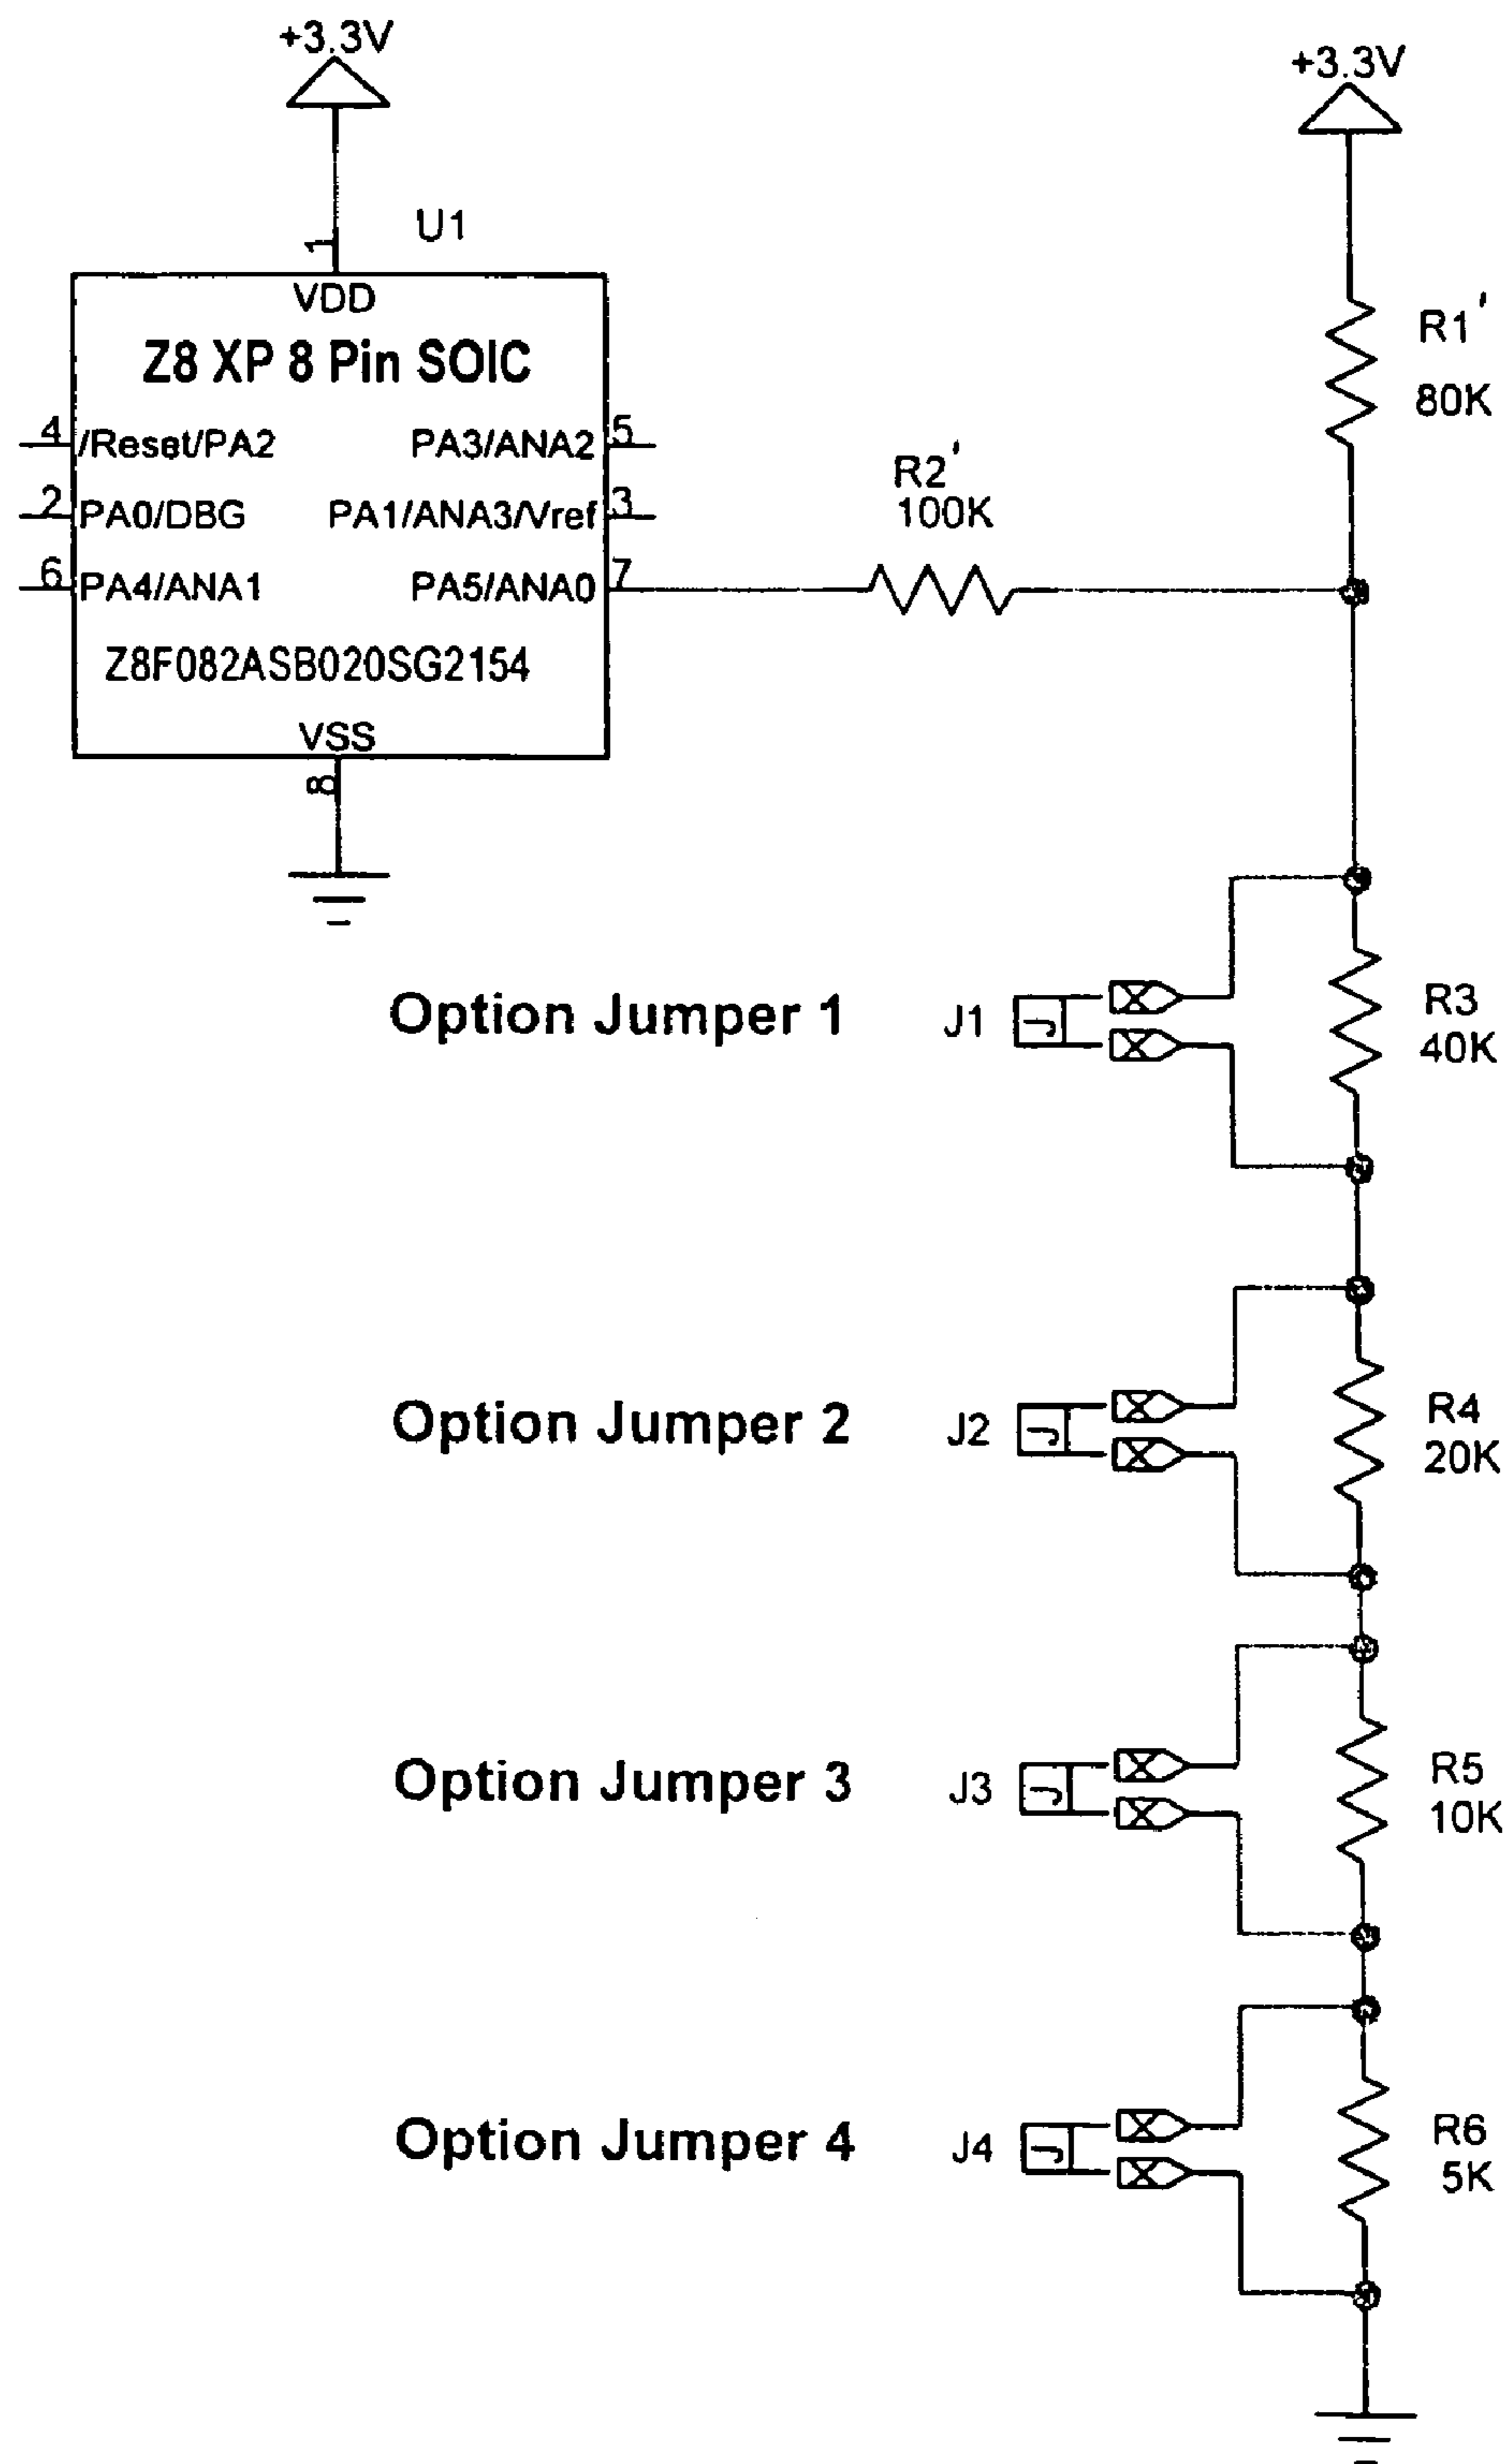 +3.3V
+3.3V
U1
1
VDD
Z8 XP 8 Pin SOIC
R1'
80K
4 /Reset/PA2 PA3/ANA2 5
R2'
100K
2 PA0/DBG PA1/ANA3/Vref 3
6 PA4/ANA1 PA5/ANA0 7
Z8F082ASB020SG2154
VSS
8
Option Jumper 1 J1 J
R3
40K
Option Jumper 2 J2 J
R4
20K
Option Jumper 3 J3 J
R5
10K
Option Jumper 4 J4 J
R6
5K